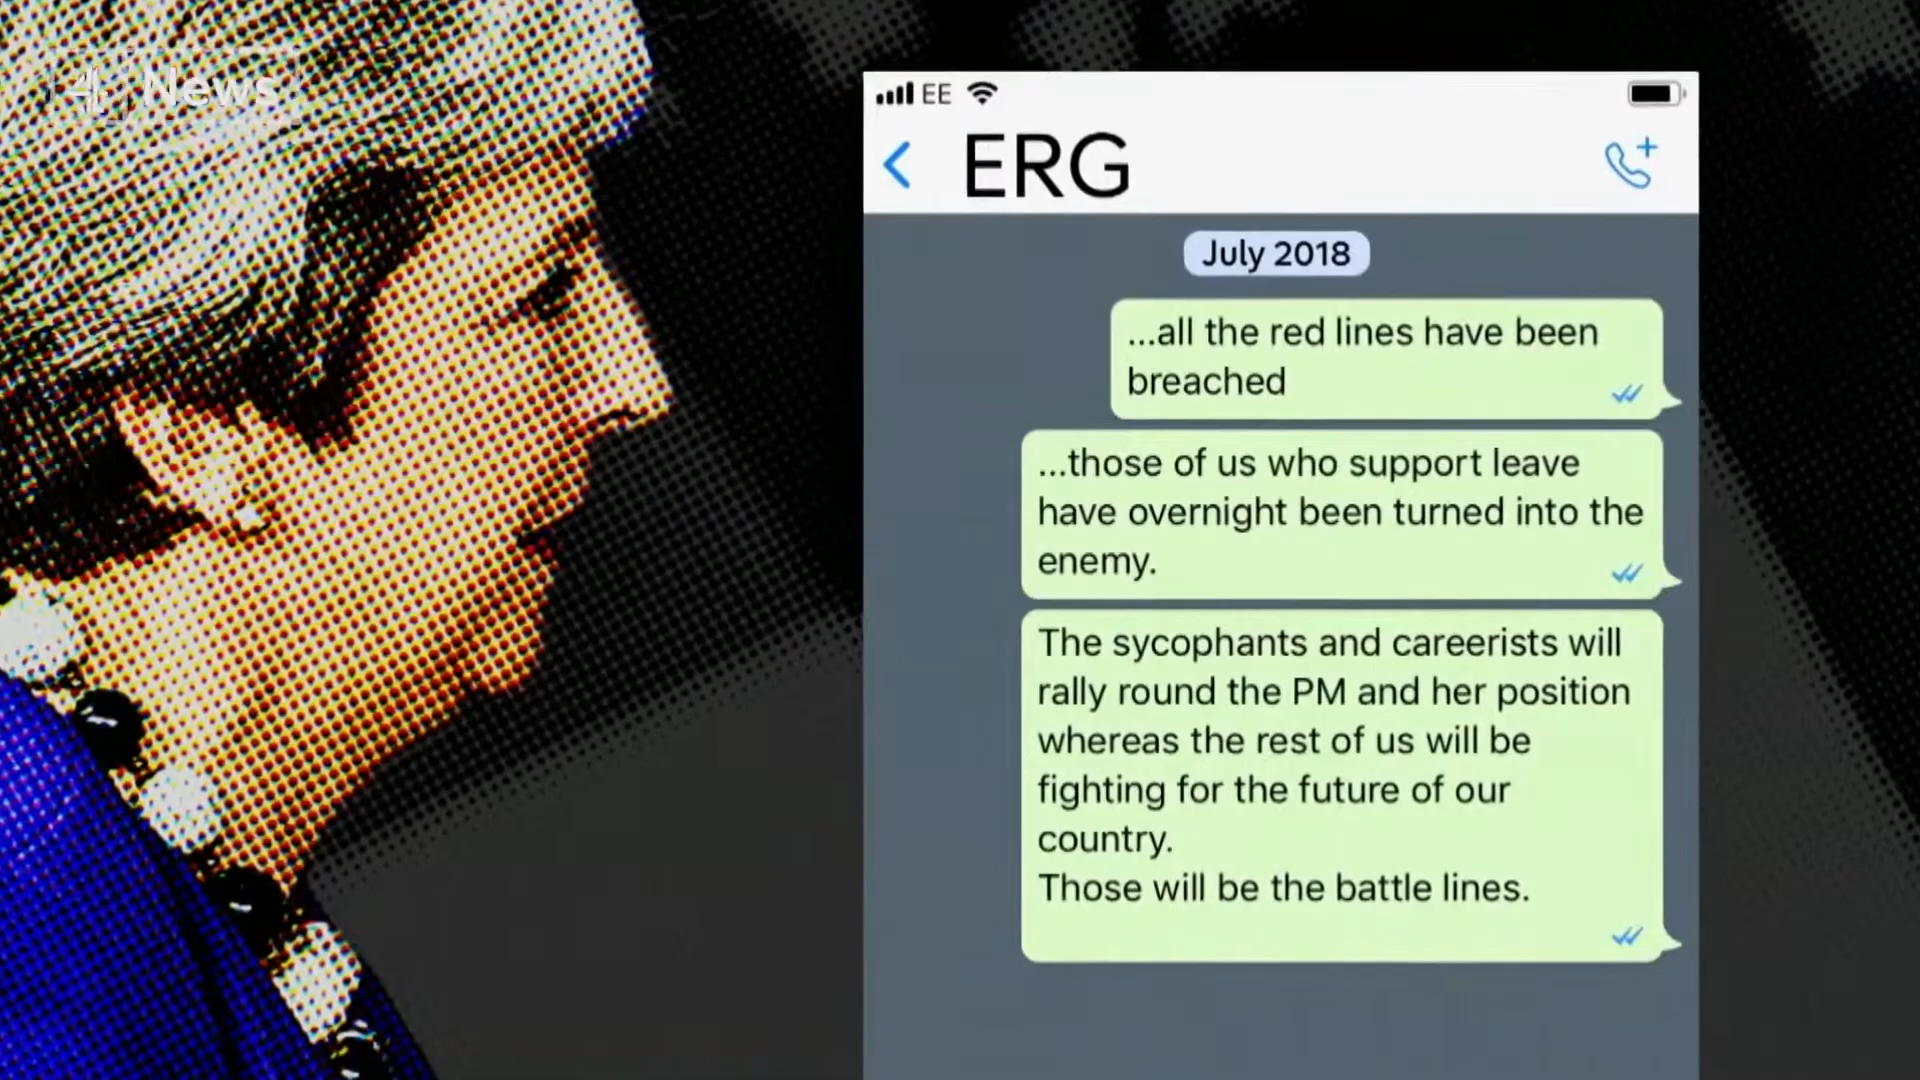 4 News
EE
ERG
July 2018
...all the red lines have been
breached
...those of us who support leave
have overnight been turned into the
enemy.
The sycophants and careerists will
rally round the PM and her position
whereas the rest of us will be
fighting for the future of our
country.
Those will be the battle lines.